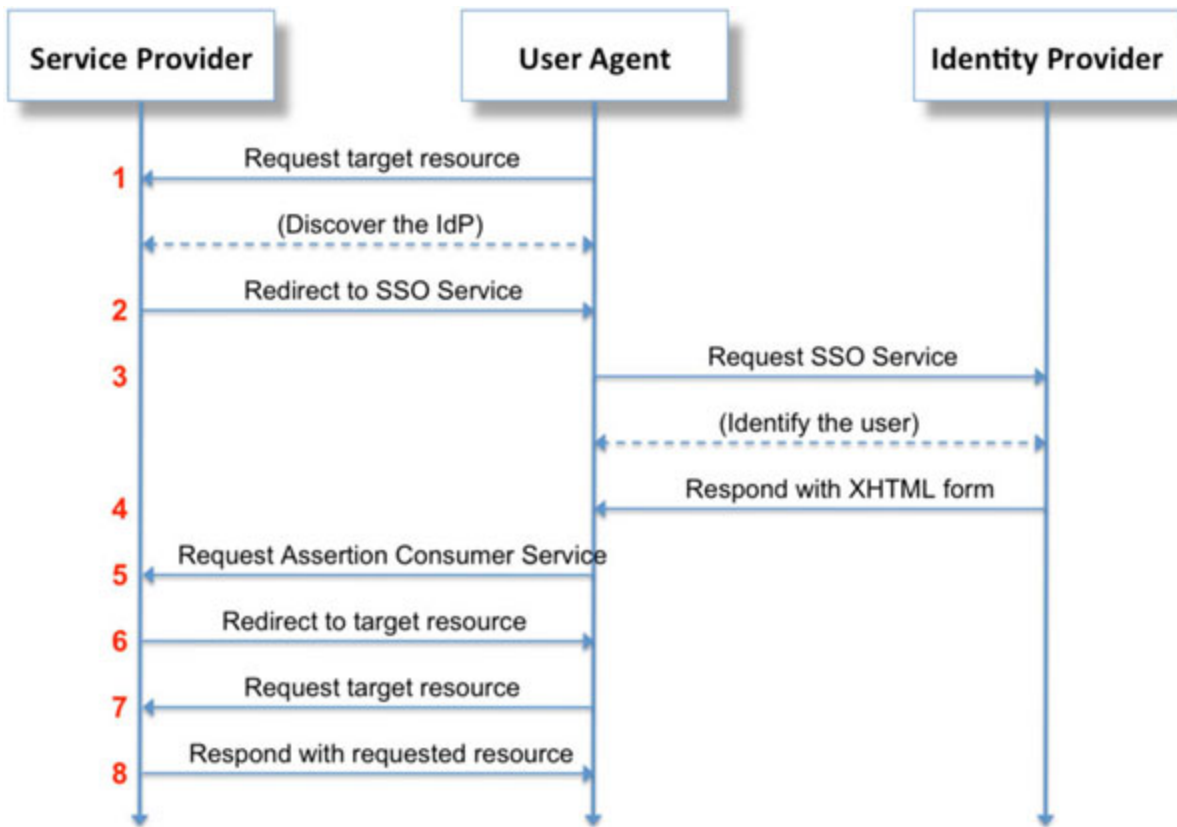 Service Provider
User Agent
Identity Provider
Request target resource
1
(Discover the IdP)
Redirect to SSO Service
2
Request SSO Service
3
(Identify the user)
Respond with XHTML form
4
Request Assertion Consumer Service
5
Redirect to target resource
6
Request target resource
7
Respond with requested resource
8